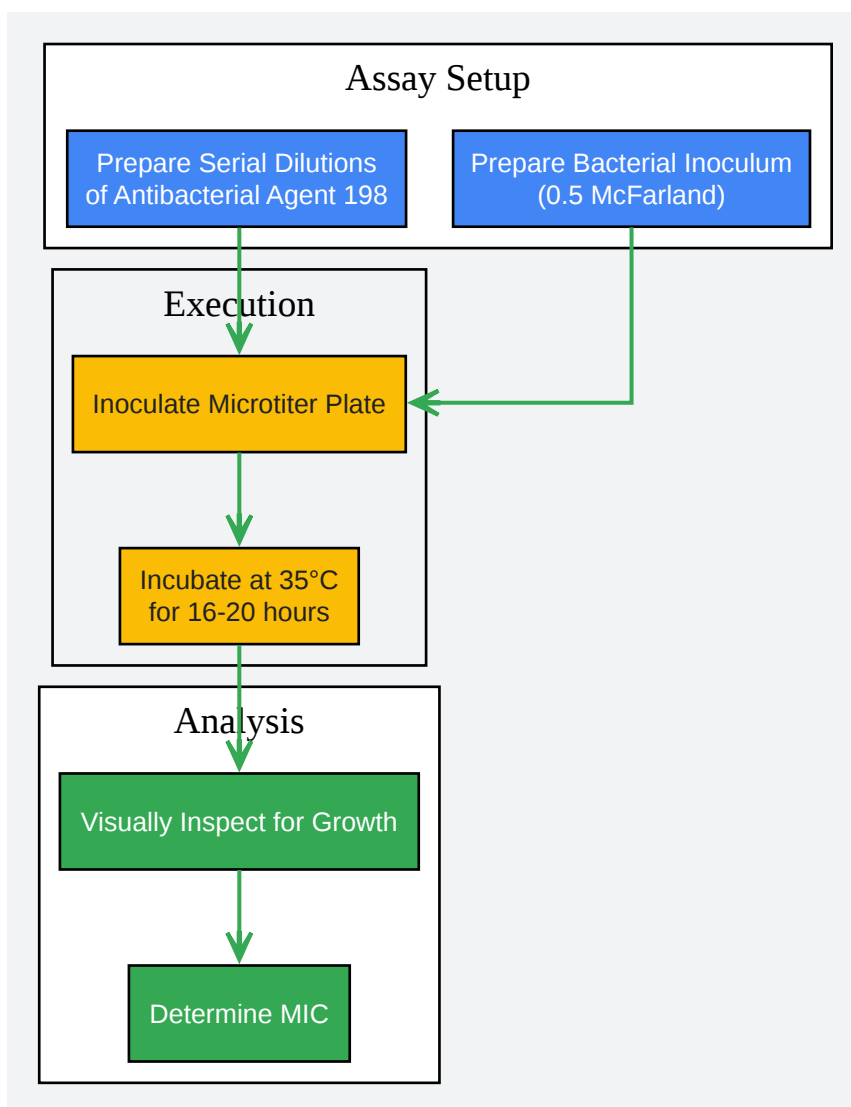 Assay Setup
Prepare Serial Dilutions
of Antibacterial Agent 198
Prepare Bacterial Inoculum
(0.5 McFarland)
Execution
Inoculate Microtiter Plate
Incubate at 35°C
for 16-20 hours
Analysis
Visually Inspect for Growth
Determine MIC